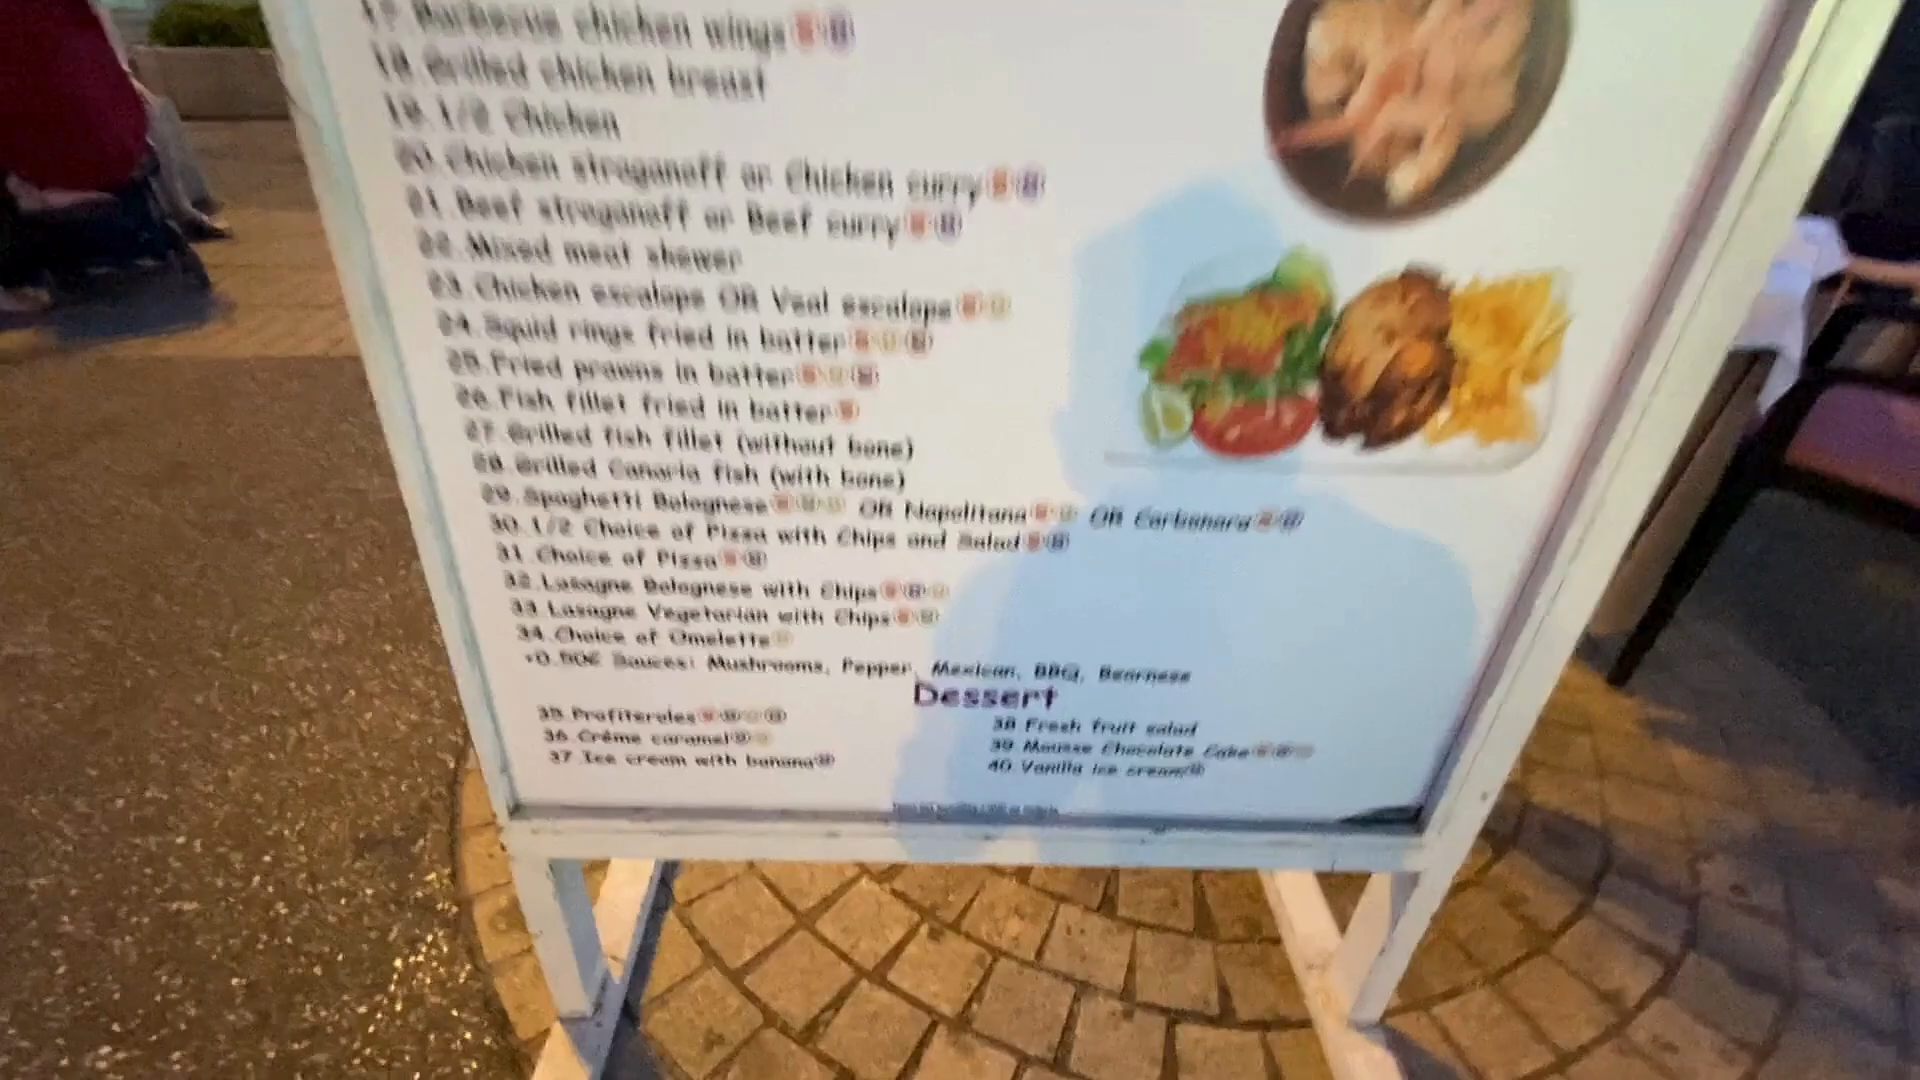 17.Barbecue chicken wings
18.Grilled chicken breast
19.1/2 Chicken
20.Chicken stroganoff or Chicken curry
21.Beef stroganoff or Beef curry
22.Mixed meat skewer
23.Chicken escalope OR Veal escalope
24.Squid rings fried in batter
25.Fried prawns in batter
26.Fish fillet fried in batter
27.Grilled fish fillet (without bone)
28.Grilled Canaria fish (with bone)
29.Spaghetti Bolognese OR Napolitana OR Carbonara
30.1/2 Choice of Pizza with Chips and Salad
31.Choice of Pizza
32.Lasagne Bolognese with Chips
33.Lasagne Vegetarian with Chips
34.Choice of Omelette
+0.50€ Sauces: Mushrooms, Pepper, Mexican, BBQ, Bearnese
Dessert
35.Profiteroles
36.Créme caramel
37.Ice cream with banana
38 Fresh fruit salad
39 Mousse Chocolate Cake
40.Vanilla ice cream